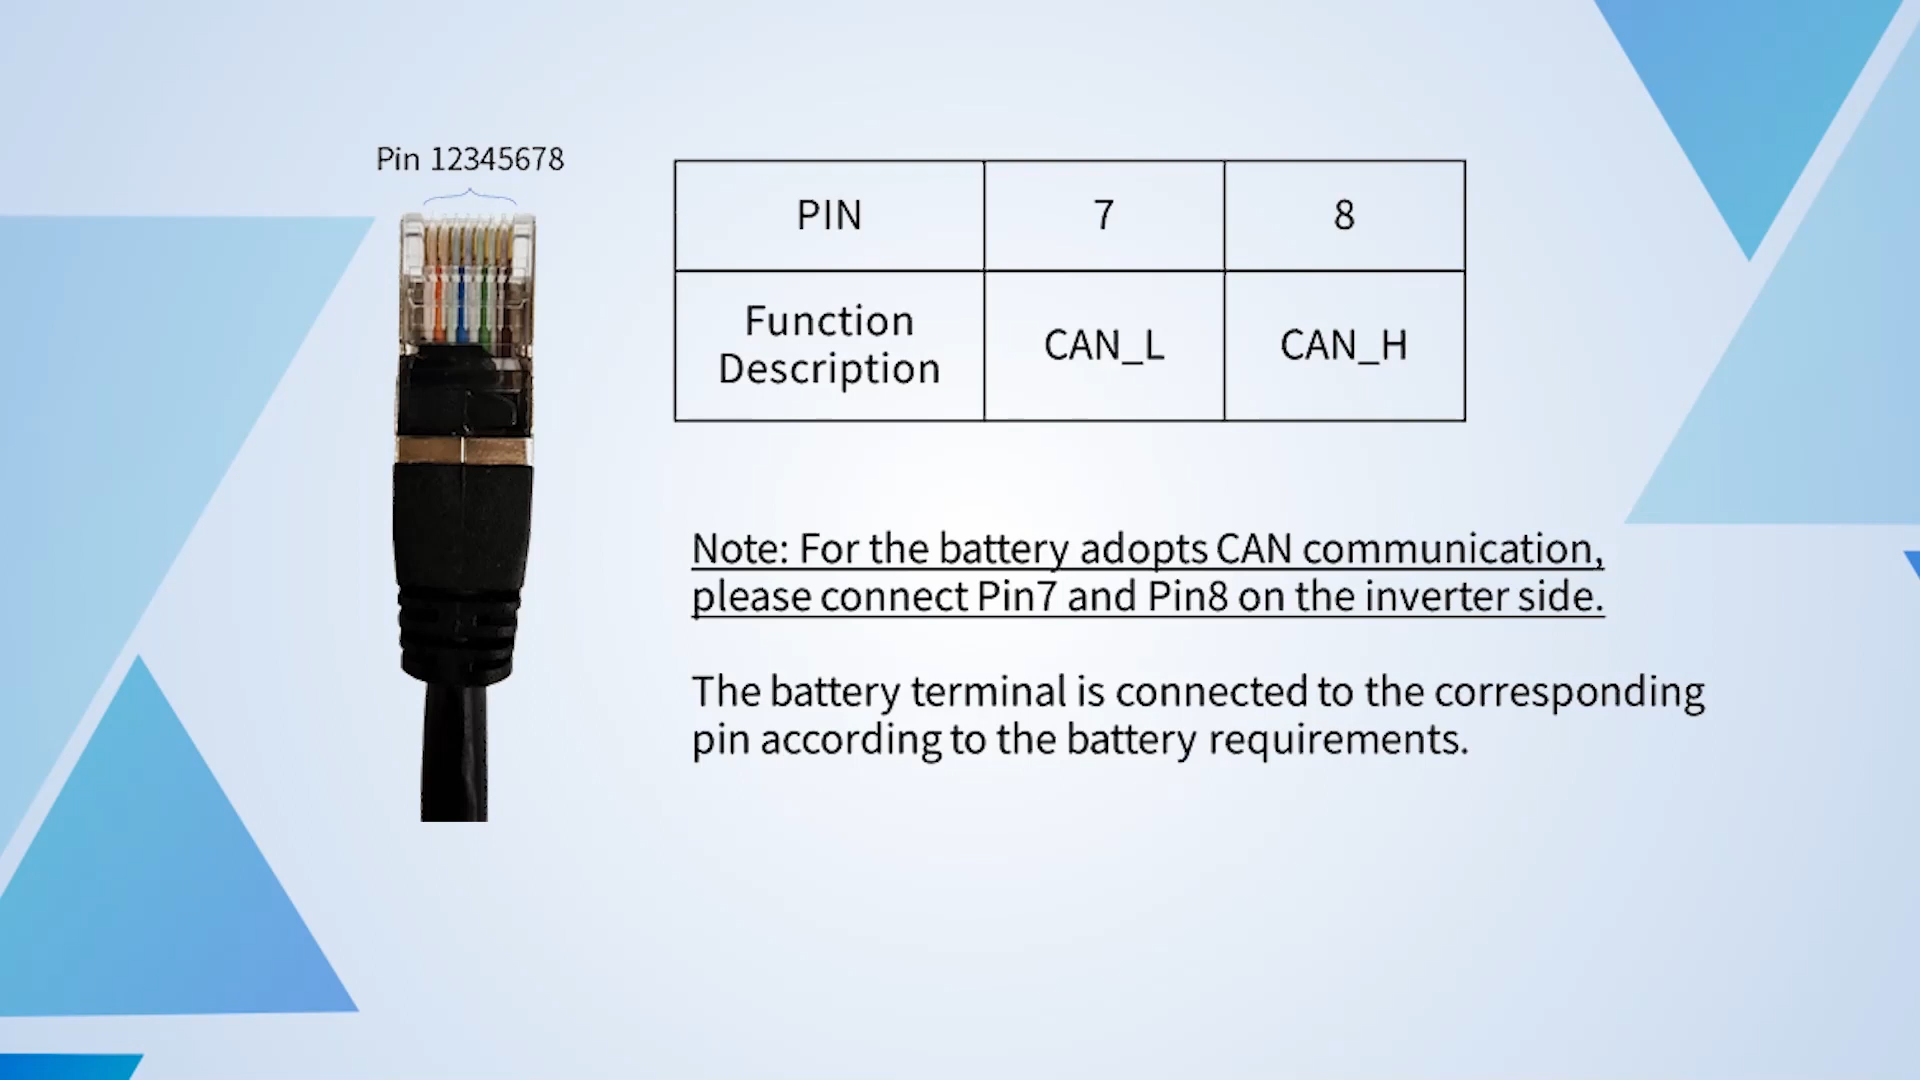 Pin 12345678
PIN 7 8
Function
Description
CAN_L CAN_H
Note: For the battery adopts CAN communication,
please connect Pin7 and Pin8 on the inverter side.
The battery terminal is connected to the corresponding
pin according to the battery requirements.